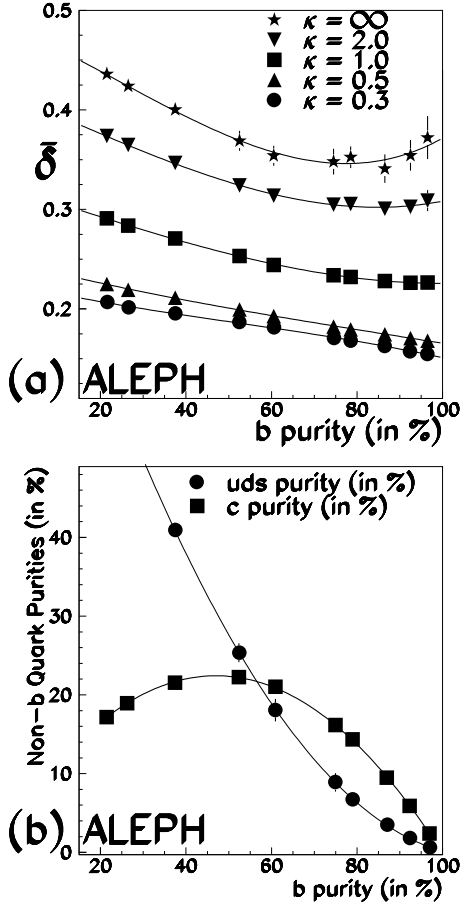 0.5
κ = ∞
κ = 2.0
κ = 1.0
κ = 0.5
κ = 0.3
0.4
δ̄
0.3
0.2
(a) ALEPH
20 40 60 80 100
b purity (in %)
Non-b Quark Purities (in %)
uds purity (in %)
c purity (in %)
40
30
20
10
(b) ALEPH
0
20 40 60 80 100
b purity (in %)